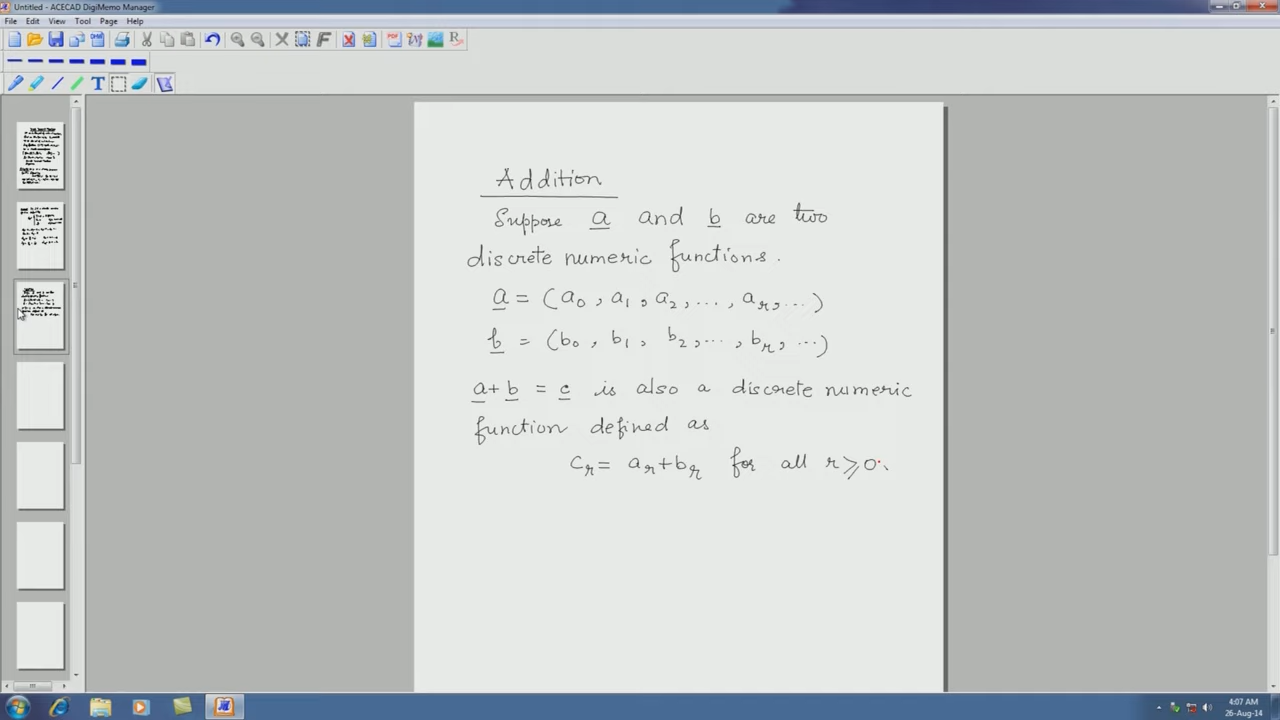 Untitled - ACECAD DigiMemo Manager
File Edit View Tool Page Help
Addition
Suppose a and b are two
discrete numeric functions.
a = (a0, a1, a2, ..., ar, ...)
b = (b0, b1, b2, ..., br, ...)
a+b = c is also a discrete numeric
function defined as
cr = ar+br for all r⩾0.
4:07 AM
26-Aug-14